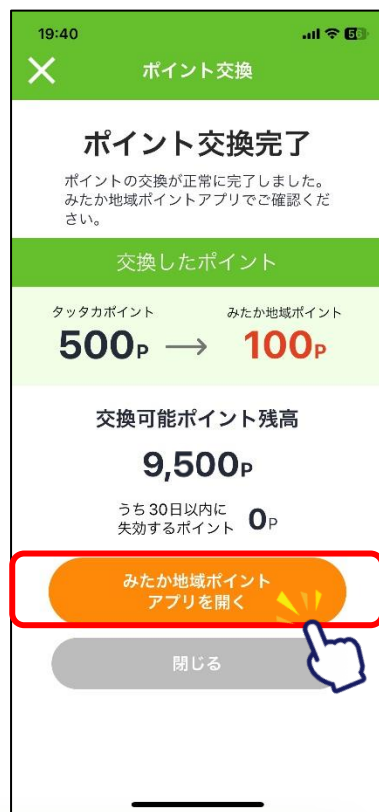 19:40
ポイント交換
ポイント交換完了
ポイントの交換が正常に完了しました。
みたか地域ポイントアプリでご確認くだ
さい。
交換したポイント
タッタカポイント みたか地域ポイント
500P → 100P
交換可能ポイント残高
9,500P
うち30日以内に
失効するポイント 0P
みたか地域ポイント
アプリを開く
閉じる